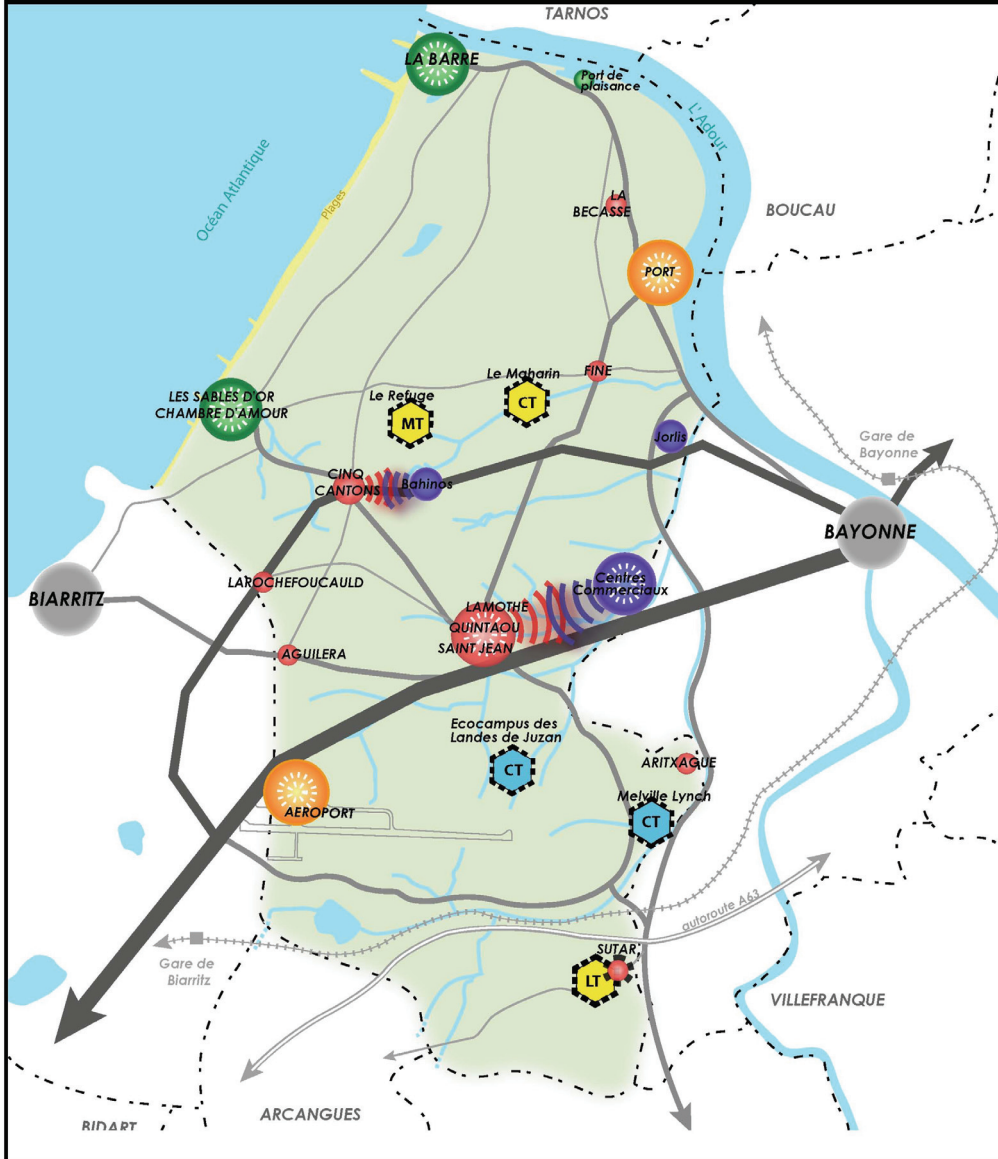 TARNOS
LA BARRE
Port de
plaisance
L'Adour
Océan Atlantique
Plages
LA
BECASSE
BOUCAU
PORT
FINE
Le Maharin
CT
LES SABLES D'OR
CHAMBRE D'AMOUR
Le Refuge
MT
Jorlis
Gare de
Bayonne
CINQ
CANTONS
Bahinos
BAYONNE
BIARRITZ
LAROCHEFOUCAULD
Centres
Commerciaux
LAMOTHE
QUINTAOU
SAINT JEAN
AGUILERA
Ecocampus des
Landes de Juzan
CT
ARITXAGUE
Melville Lynch
CT
AEROPORT
autoroute A63
SUTAR
LT
Gare de
Biarritz
VILLEFRANQUE
ARCANGUES
BIDART